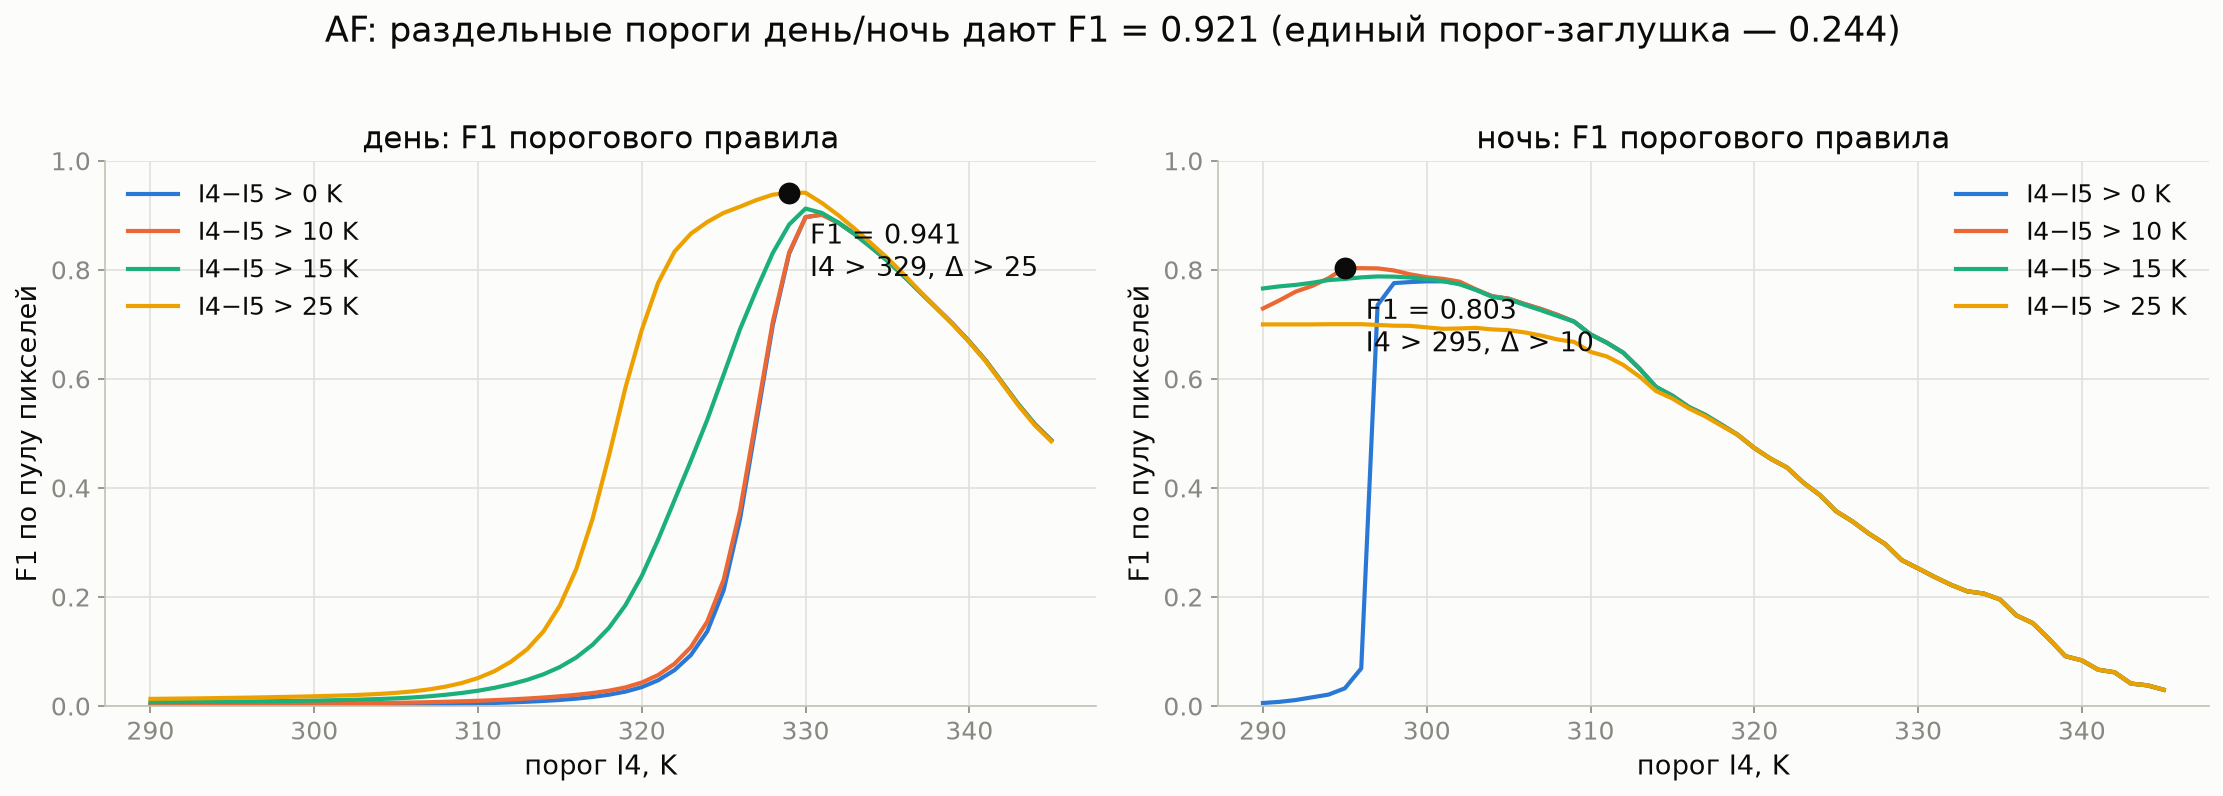 AF: раздельные пороги день/ночь дают F1 = 0.921 (единый порог-заглушка — 0.244)
день: F1 порогового правила
F1 по пулу пикселей
1.0
0.8
0.6
0.4
0.2
0.0
I4−I5 > 0 K
I4−I5 > 10 K
I4−I5 > 15 K
I4−I5 > 25 K
F1 = 0.941
I4 > 329, Δ > 25
290 300 310 320 330 340
порог I4, K
ночь: F1 порогового правила
F1 по пулу пикселей
1.0
0.8
0.6
0.4
0.2
0.0
I4−I5 > 0 K
I4−I5 > 10 K
I4−I5 > 15 K
I4−I5 > 25 K
F1 = 0.803
I4 > 295, Δ > 10
290 300 310 320 330 340
порог I4, K